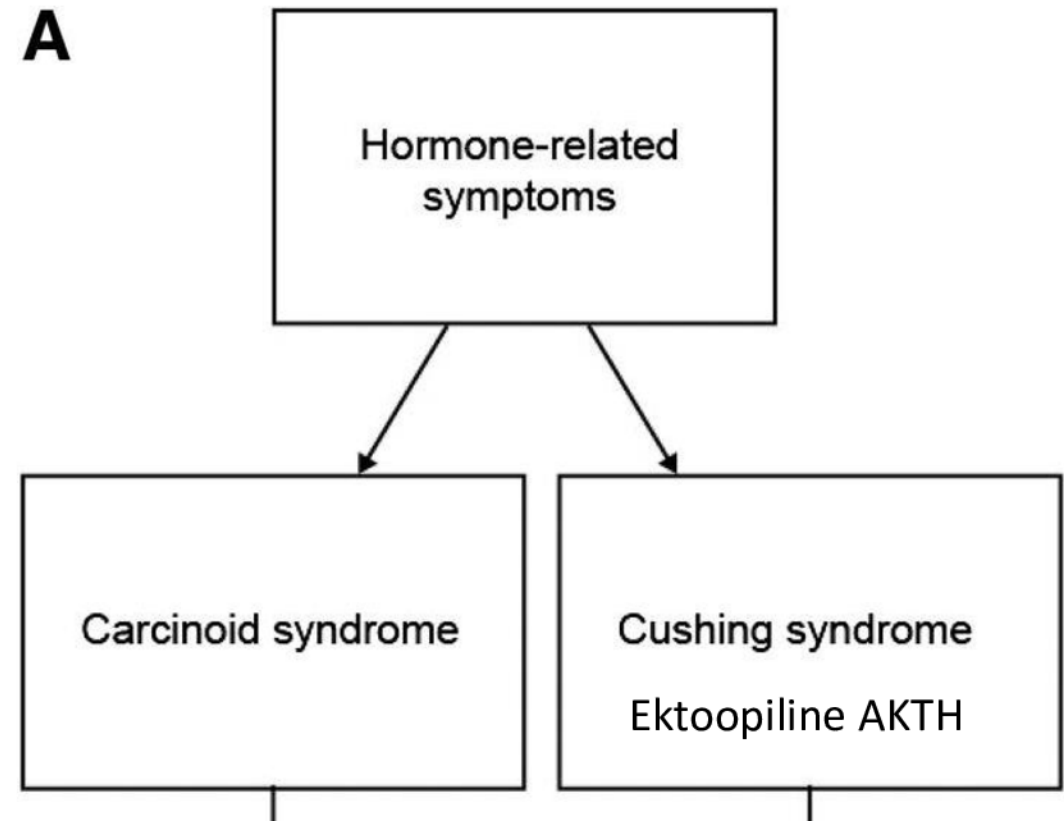 A
Hormone-related
symptoms
Carcinoid syndrome
Cushing syndrome
Ektoopiline AKTH